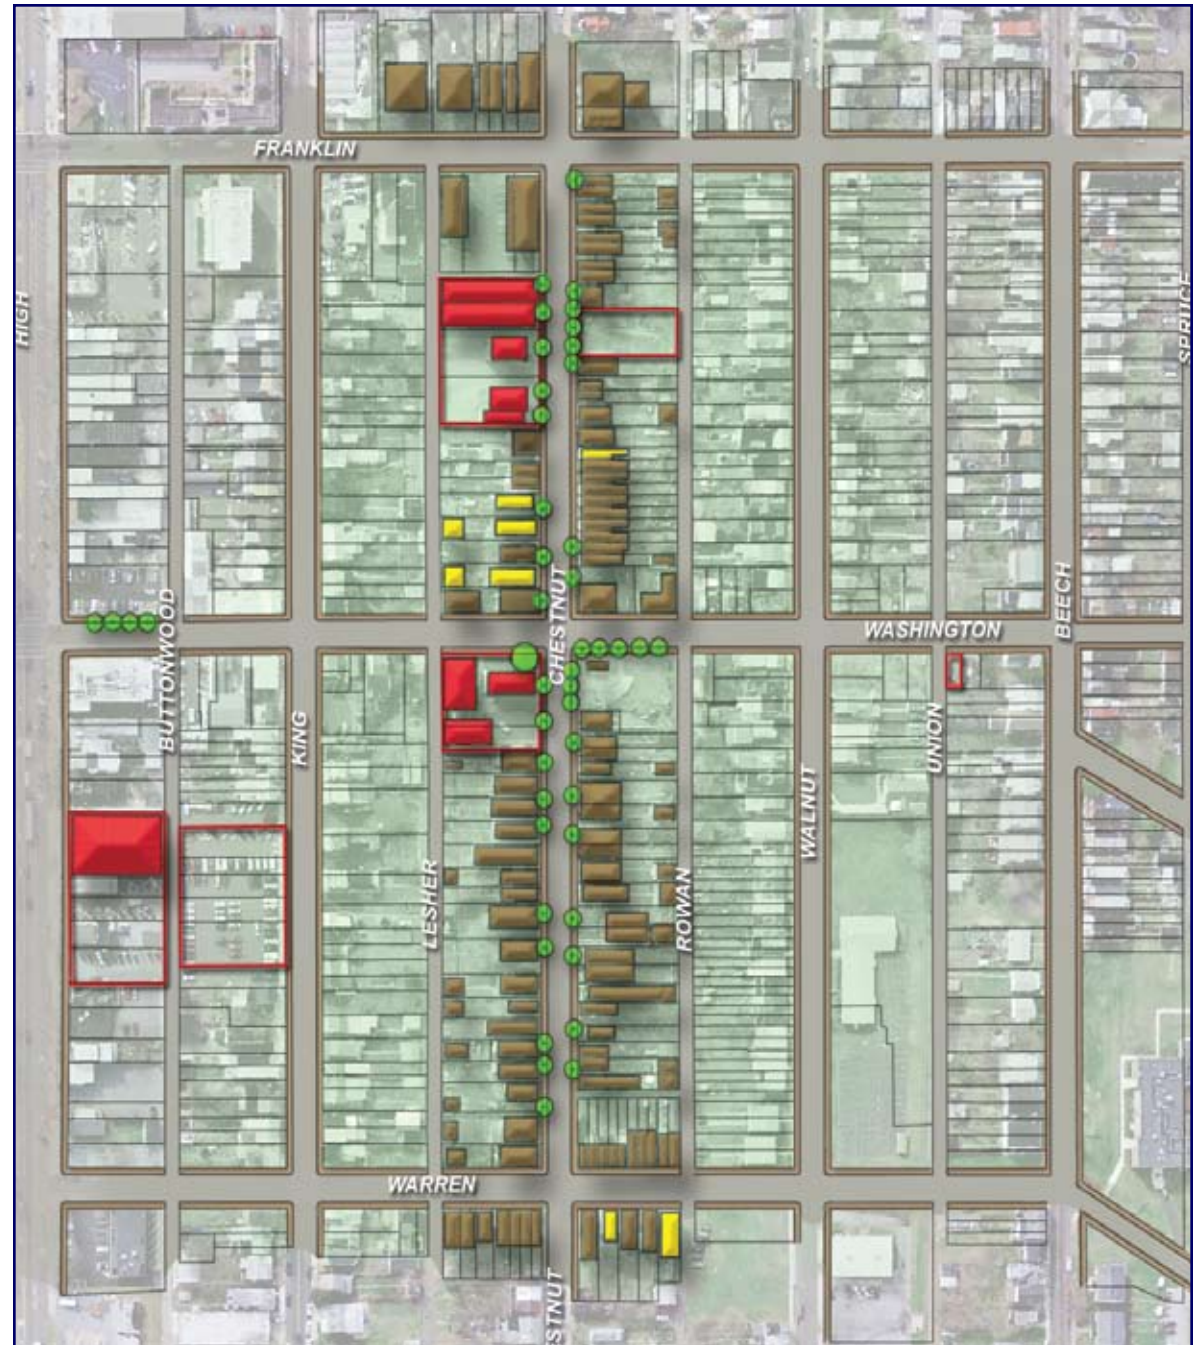 FRANKLIN
HIGH
SPRUCE
CHESTNUT
WASHINGTON
BEECH
BUTTONWOOD
KING
UNION
WALNUT
LESHER
ROWAN
WARREN
STNUT